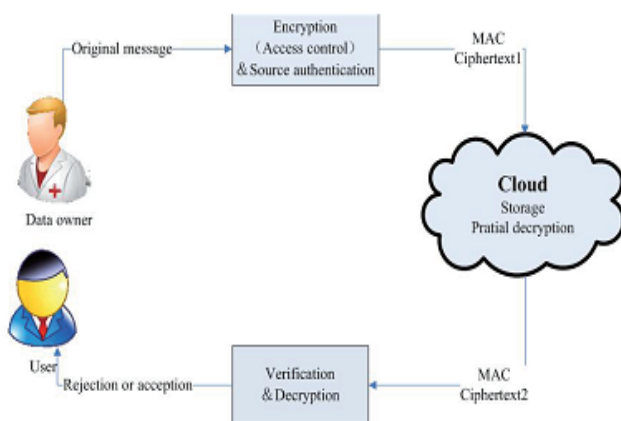 Original message
Encryption
(Access control)
&Source authentication
MAC
Ciphertext1
Data owner
Cloud
Storage
Pratial decryption
User
Rejection or acception
Verification
&Decryption
MAC
Ciphertext2